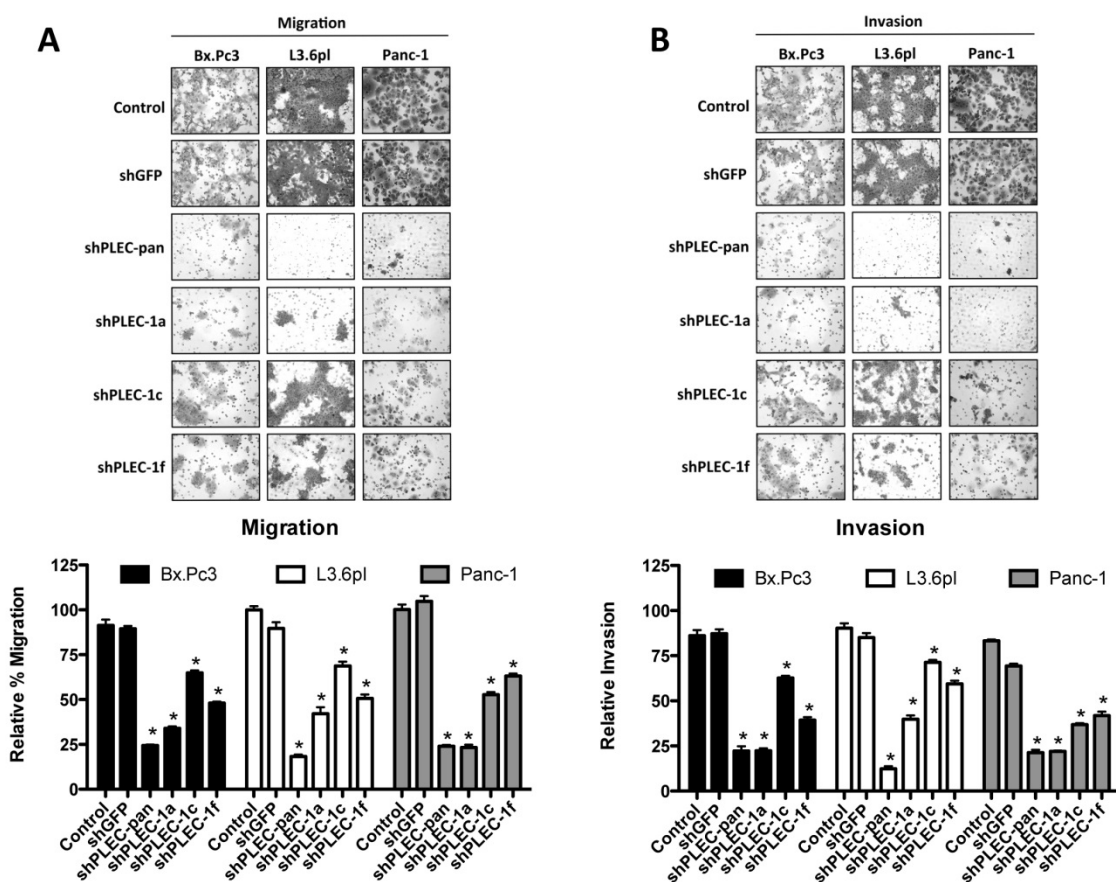 A
Migration
Bx.Pc3 L3.6pl Panc-1
Control
shGFP
shPLEC-pan
shPLEC-1a
shPLEC-1c
shPLEC-1f
Migration
Bx.Pc3 L3.6pl Panc-1
Relative % Migration
125
100
75
50
25
0
* * * * * * * * * * * *
Control shGFP shPLEC-pan shPLEC-1a shPLEC-1c shPLEC-1f Control shGFP shPLEC-pan shPLEC-1a shPLEC-1c shPLEC-1f Control shGFP shPLEC-pan shPLEC-1a shPLEC-1c shPLEC-1f
B
Invasion
Bx.Pc3 L3.6pl Panc-1
Control
shGFP
shPLEC-pan
shPLEC-1a
shPLEC-1c
shPLEC-1f
Invasion
Bx.Pc3 L3.6pl Panc-1
Relative Invasion
125
100
75
50
25
0
* * * * * * * * * * * *
Control shGFP shPLEC-pan shPLEC-1a shPLEC-1c shPLEC-1f Control shGFP shPLEC-pan shPLEC-1a shPLEC-1c shPLEC-1f Control shGFP shPLEC-pan shPLEC-1a shPLEC-1c shPLEC-1f